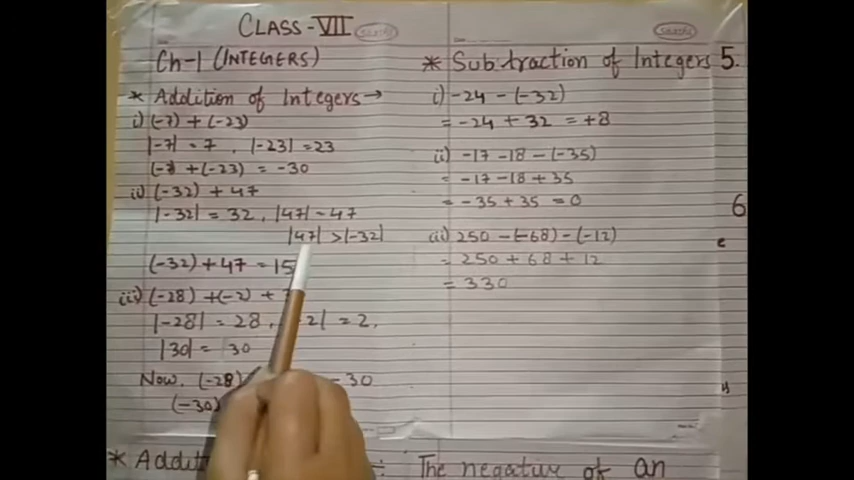 CLASS-VII
Ch-1 (INTEGERS)
* Addition of Integers→
i) (-7) + (-23)
|-7| = 7, |-23| = 23
(-7) + (-23) = -30
ii) (-32) + 47
|-32| = 32, |47| = 47
|47| > |-32|
(-32) + 47 = 15
iii) (-28) + (-2) +
|-28| = 28, 2| = 2,
|30| = 30
Now, (-28) - 30
(-30)
* Subtraction of Integers
i) -24 - (-32)
= -24 + 32 = +8
ii) -17 - 18 - (-35)
= -17 - 18 + 35
= -35 + 35 = 0
(ii) 250 - (-68) - (-12)
= 250 + 68 + 12
= 330
5.
6
* Addit : The negative of an